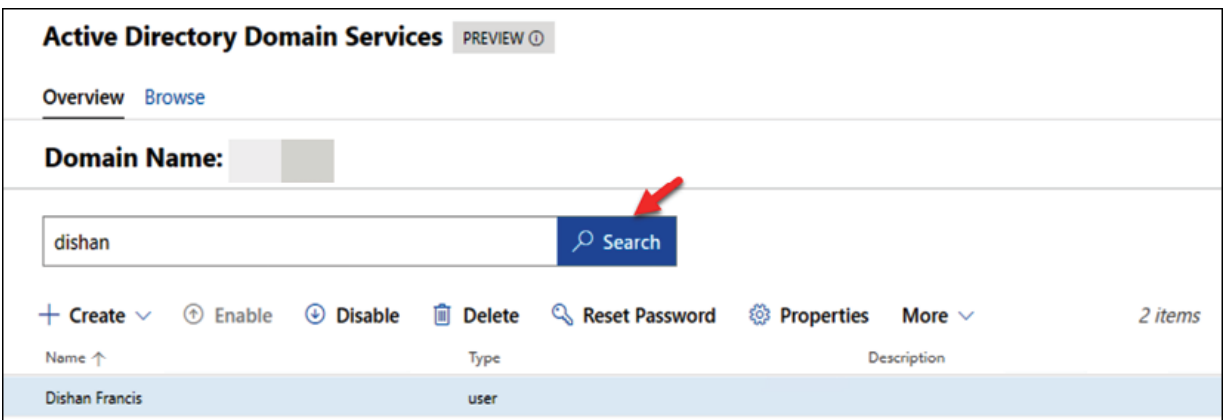 Active Directory Domain Services PREVIEW
Overview Browse
Domain Name:
dishan Search
Create Enable Disable Delete Reset Password Properties More 2 items
Name Type Description
Dishan Francis user